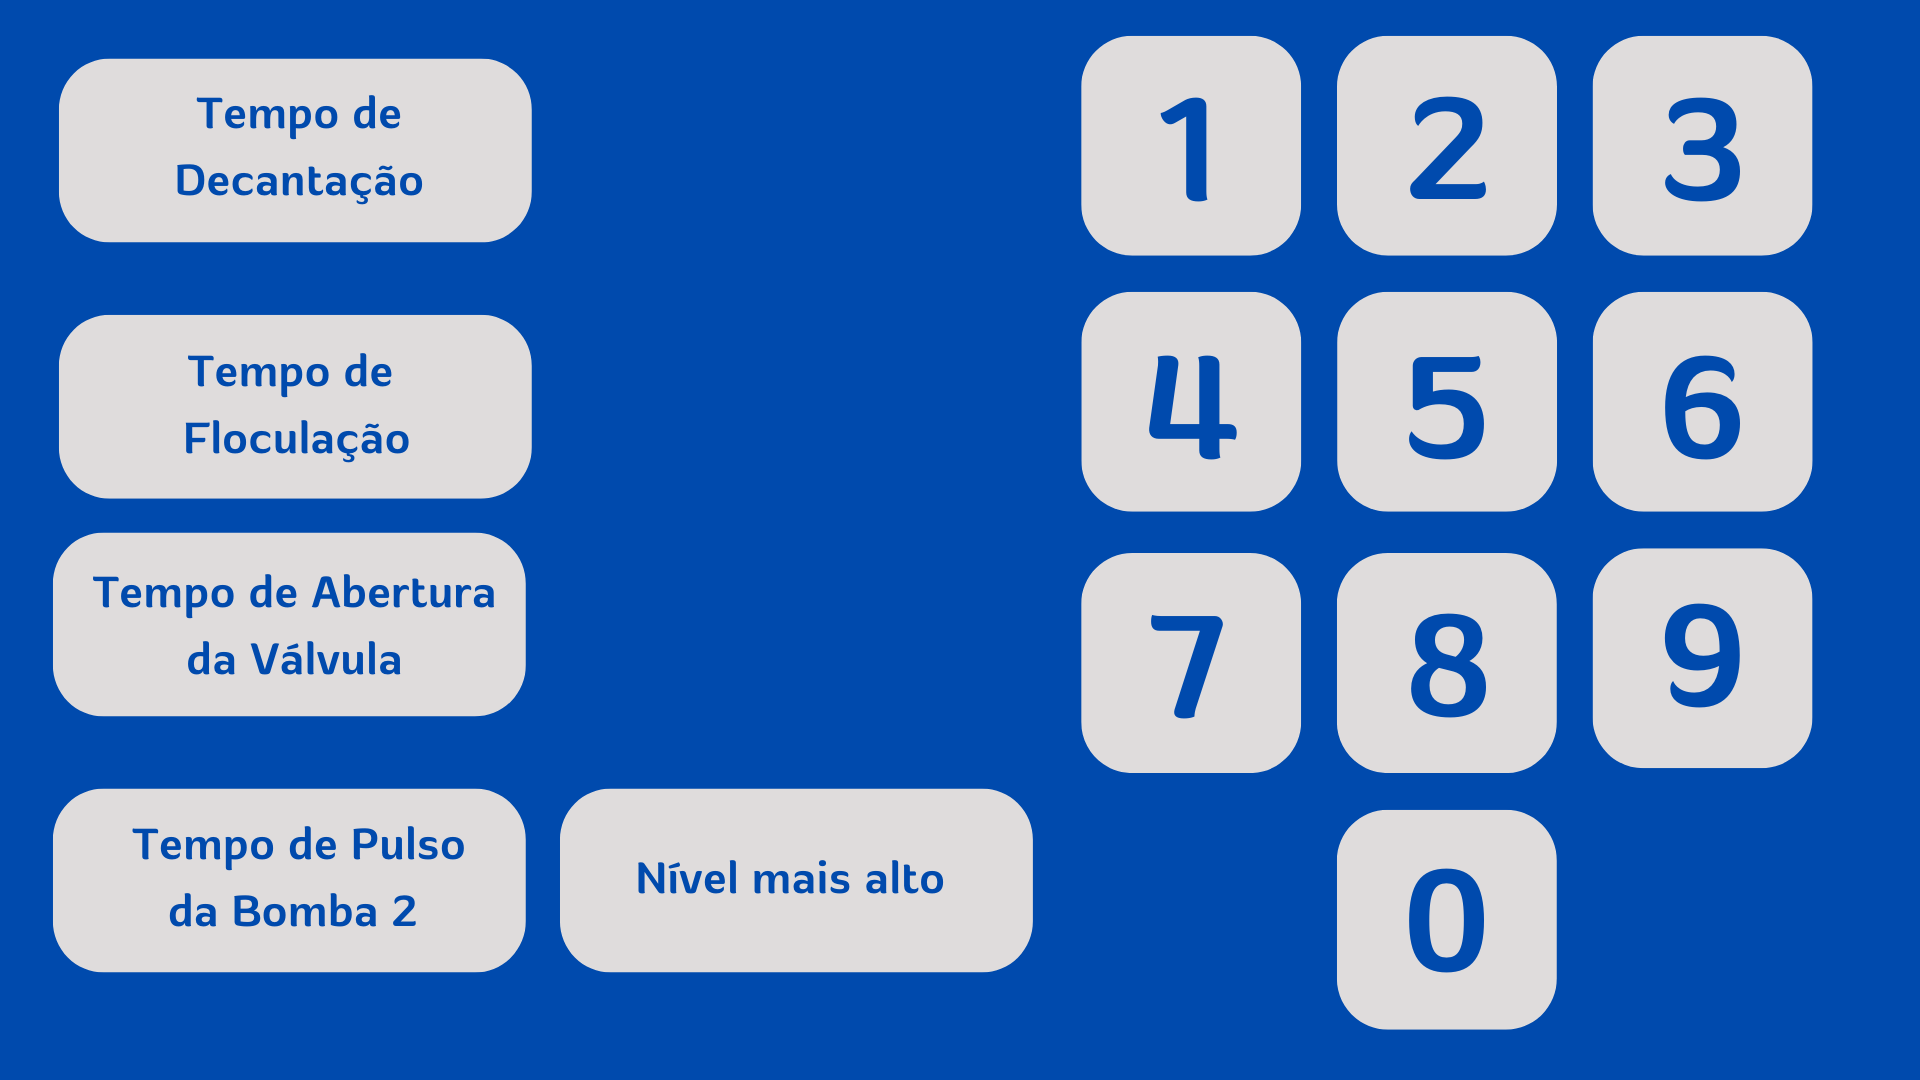 Tempo de
Decantação
Tempo de
Floculação
Tempo de Abertura
da Válvula
Tempo de Pulso
da Bomba 2
Nível mais alto
1 2 3
4 5 6
7 8 9
0